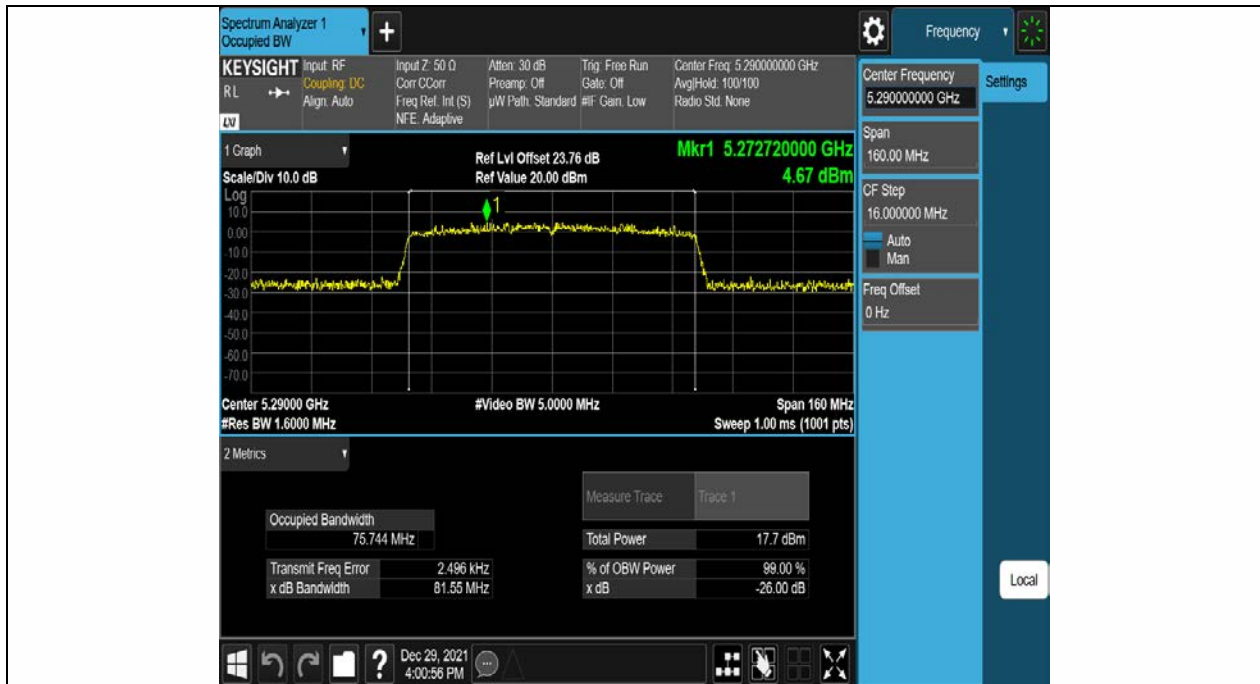 Spectrum Analyzer 1
Occupied BW
+
Frequency
KEYSIGHT
RL
LXI
Input: RF
Coupling: DC
Align: Auto
Input Z: 50 Ω
Corr CCorr
Freq Ref: Int (S)
NFE: Adaptive
Atten: 30 dB
Preamp: Off
µW Path: Standard
Trig: Free Run
Gate: Off
#IF Gain: Low
Center Freq: 5.290000000 GHz
Avg|Hold: 100/100
Radio Std: None
Center Frequency
5.290000000 GHz
Settings
Span
160.00 MHz
CF Step
16.000000 MHz
Auto
Man
Freq Offset
0 Hz
Local
1 Graph
Scale/Div 10.0 dB
Ref Lvl Offset 23.76 dB
Ref Value 20.00 dBm
Mkr1 5.272720000 GHz
4.67 dBm
Log
10.0
0.00
-10.0
-20.0
-30.0
-40.0
-50.0
-60.0
-70.0
1
Center 5.29000 GHz
#Video BW 5.0000 MHz
Span 160 MHz
#Res BW 1.6000 MHz
Sweep 1.00 ms (1001 pts)
2 Metrics
Measure Trace
Trace 1
Occupied Bandwidth
75.744 MHz
Total Power
17.7 dBm
Transmit Freq Error
2.496 kHz
% of OBW Power
99.00 %
x dB Bandwidth
81.55 MHz
x dB
-26.00 dB
?
Dec 29, 2021
4:00:56 PM